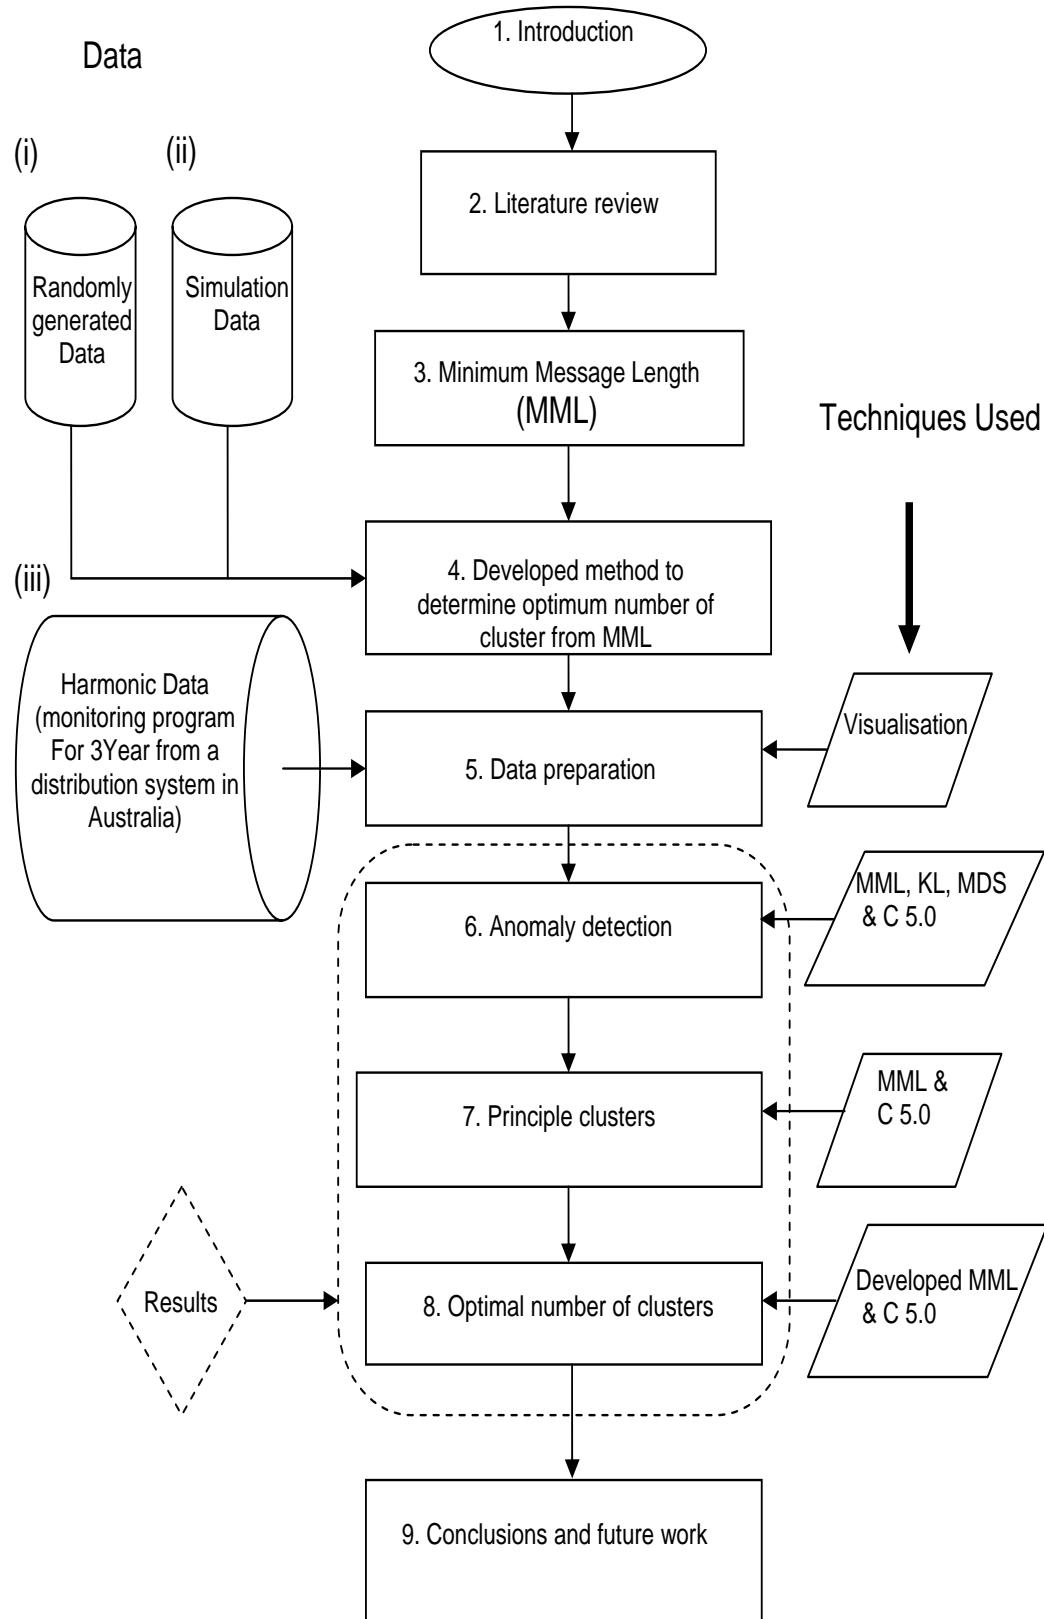 Data
1. Introduction
(i)
(ii)
2. Literature review
Randomly
generated
Data
Simulation
Data
3. Minimum Message Length
(MML)
Techniques Used
4. Developed method to
determine optimum number of
cluster from MML
(iii)
Harmonic Data
(monitoring program
For 3Year from a
distribution system in
Australia)
5. Data preparation
Visualisation
6. Anomaly detection
MML, KL, MDS
& C 5.0
7. Principle clusters
MML &
C 5.0
Results
8. Optimal number of clusters
Developed MML
& C 5.0
9. Conclusions and future work